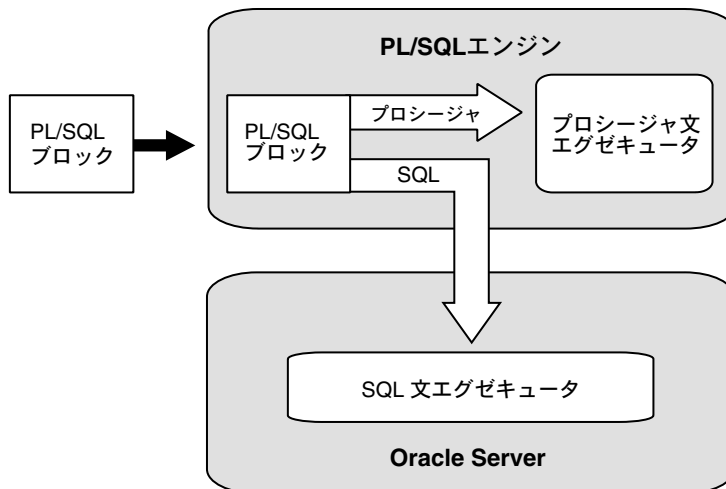 PL/SQLエンジン
PL/SQL
ブロック
PL/SQL
ブロック
プロシージャ
SQL
プロシージャ文
エグゼキュータ
SQL 文エグゼキュータ
Oracle Server